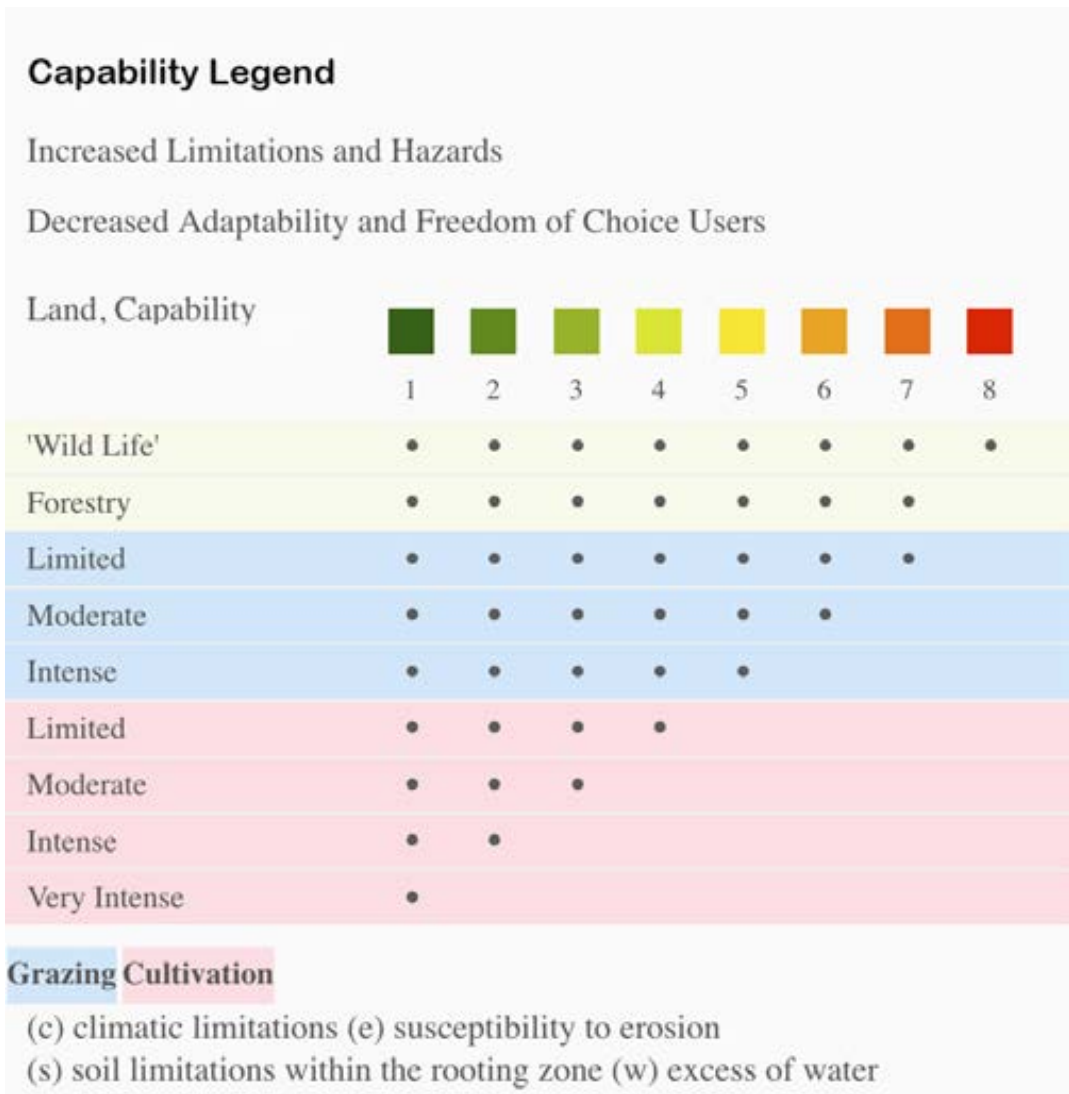 Capability Legend
Increased Limitations and Hazards
Decreased Adaptability and Freedom of Choice Users
Land, Capability
1 2 3 4 5 6 7 8
'Wild Life' • • • • • • • •
Forestry • • • • • • •
Limited • • • • • • •
Moderate • • • • • •
Intense • • • • •
Limited • • • •
Moderate • • •
Intense • •
Very Intense •
Grazing Cultivation
(c) climatic limitations (e) susceptibility to erosion
(s) soil limitations within the rooting zone (w) excess of water